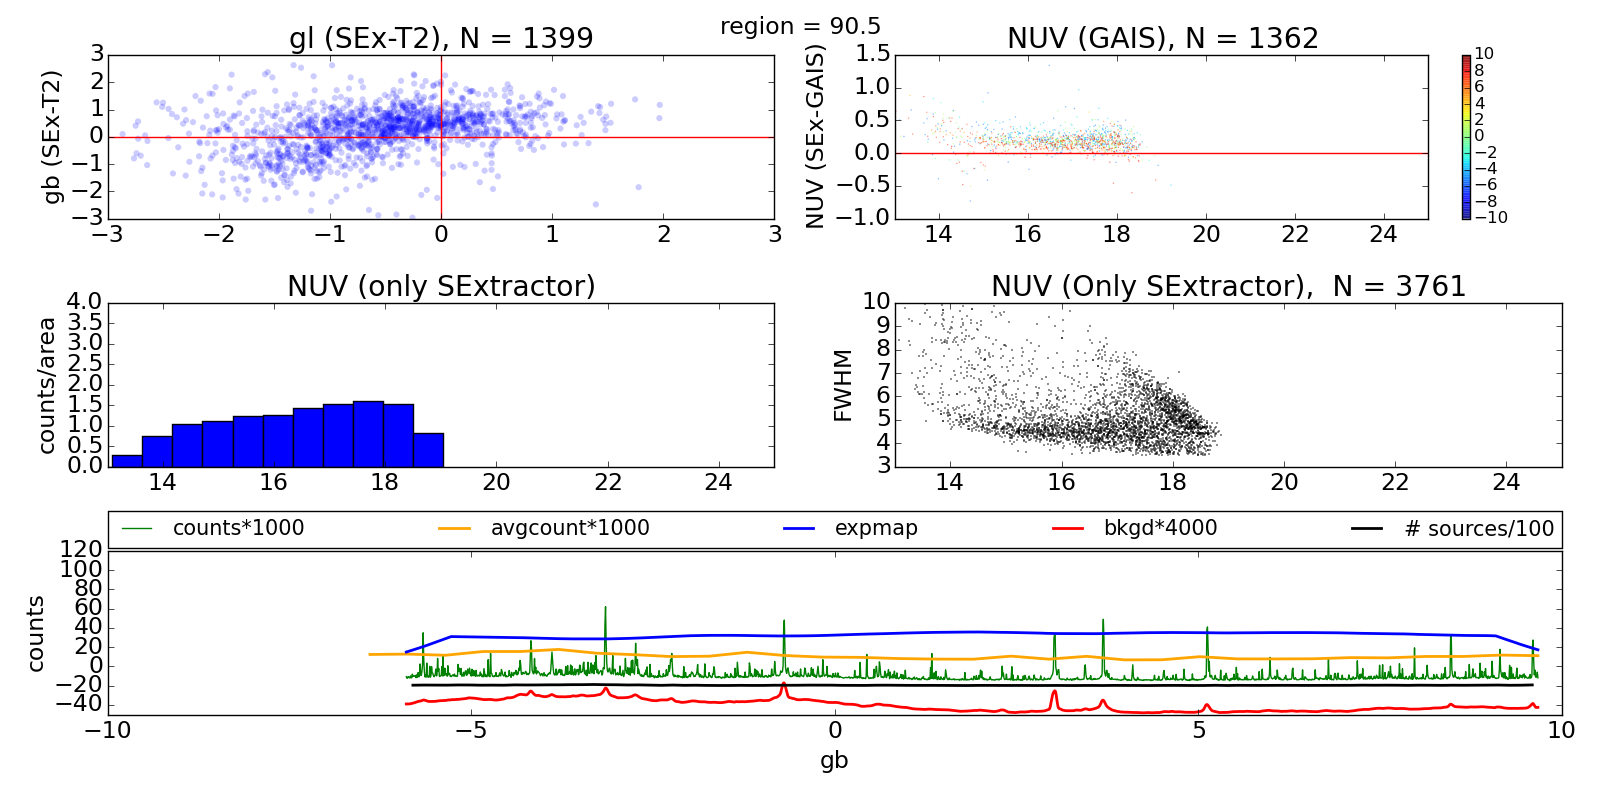 region = 90.5
gl (SEx-T2), N = 1399
gb (SEx-T2)
3
2
1
0
−1
−2
−3
−3 −2 −1 0 1 2 3
NUV (GAIS), N = 1362
NUV (SEx-GAIS)
1.5
1.0
0.5
0.0
−0.5
−1.0
14 16 18 20 22 24
10
8
6
4
2
0
−2
−4
−6
−8
−10
NUV (only SExtractor)
counts/area
4.0
3.5
3.0
2.5
2.0
1.5
1.0
0.5
0.0
14 16 18 20 22 24
NUV (Only SExtractor),  N = 3761
FWHM
10
9
8
7
6
5
4
3
14 16 18 20 22 24
counts*1000 avgcount*1000 expmap bkgd*4000 # sources/100
counts
120
100
80
60
40
20
0
−20
−40
−10 −5 0 5 10
gb